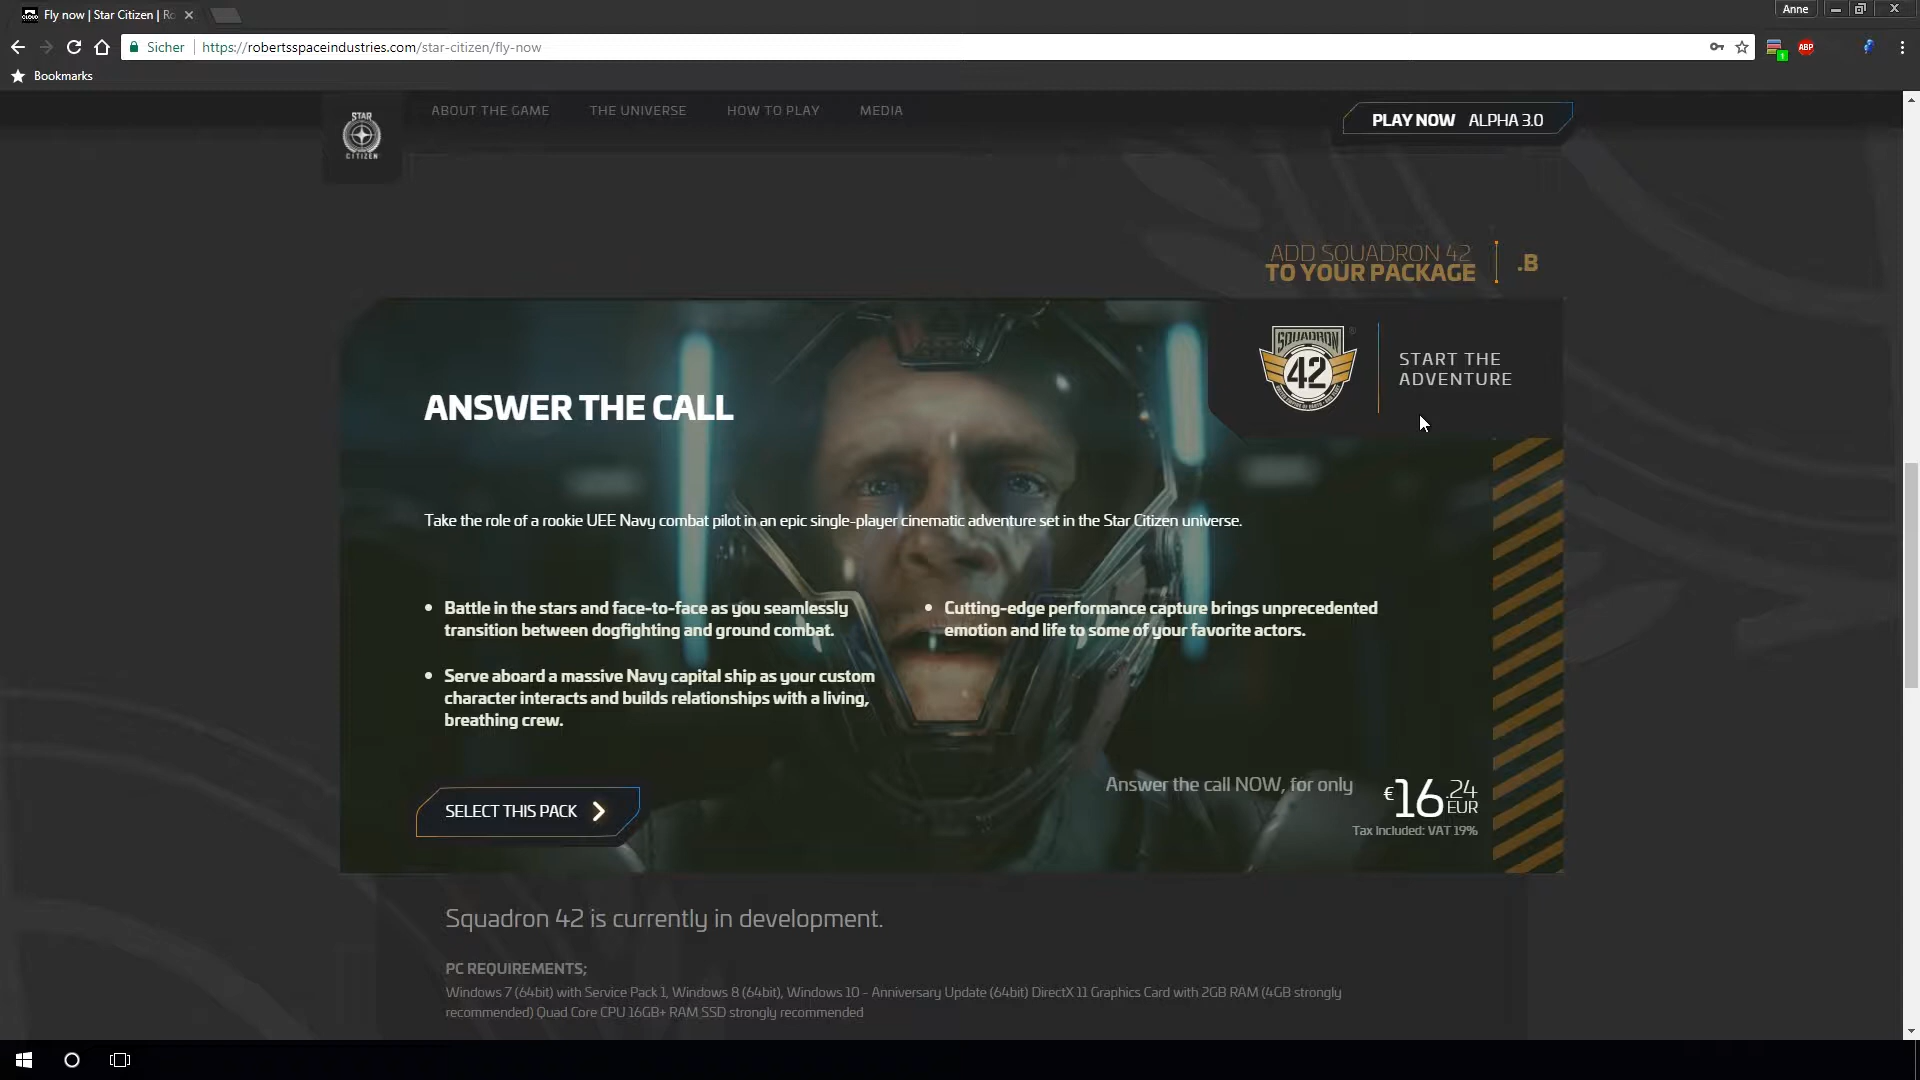 Fly now | Star Citizen | Ro
Anne
Sicher
https://robertsspaceindustries.com/star-citizen/fly-now
ABP
1
Bookmarks
STAR
CITIZEN
ABOUT THE GAME
THE UNIVERSE
HOW TO PLAY
MEDIA
PLAY NOW ALPHA 3.0
ADD SQUADRON 42
TO YOUR PACKAGE
.B
SQUADRON
42
START THE
ADVENTURE
ANSWER THE CALL
Take the role of a rookie UEE Navy combat pilot in an epic single-player cinematic adventure set in the Star Citizen universe.
Battle in the stars and face-to-face as you seamlessly
transition between dogfighting and ground combat.
Serve aboard a massive Navy capital ship as your custom
character interacts and builds relationships with a living,
breathing crew.
Cutting-edge performance capture brings unprecedented
emotion and life to some of your favorite actors.
SELECT THIS PACK
Answer the call NOW, for only
€16.24 EUR
Tax Included: VAT 19%
Squadron 42 is currently in development.
PC REQUIREMENTS;
Windows 7 (64bit) with Service Pack 1, Windows 8 (64bit), Windows 10 - Anniversary Update (64bit) DirectX 11 Graphics Card with 2GB RAM (4GB strongly
recommended) Quad Core CPU 16GB+ RAM SSD strongly recommended